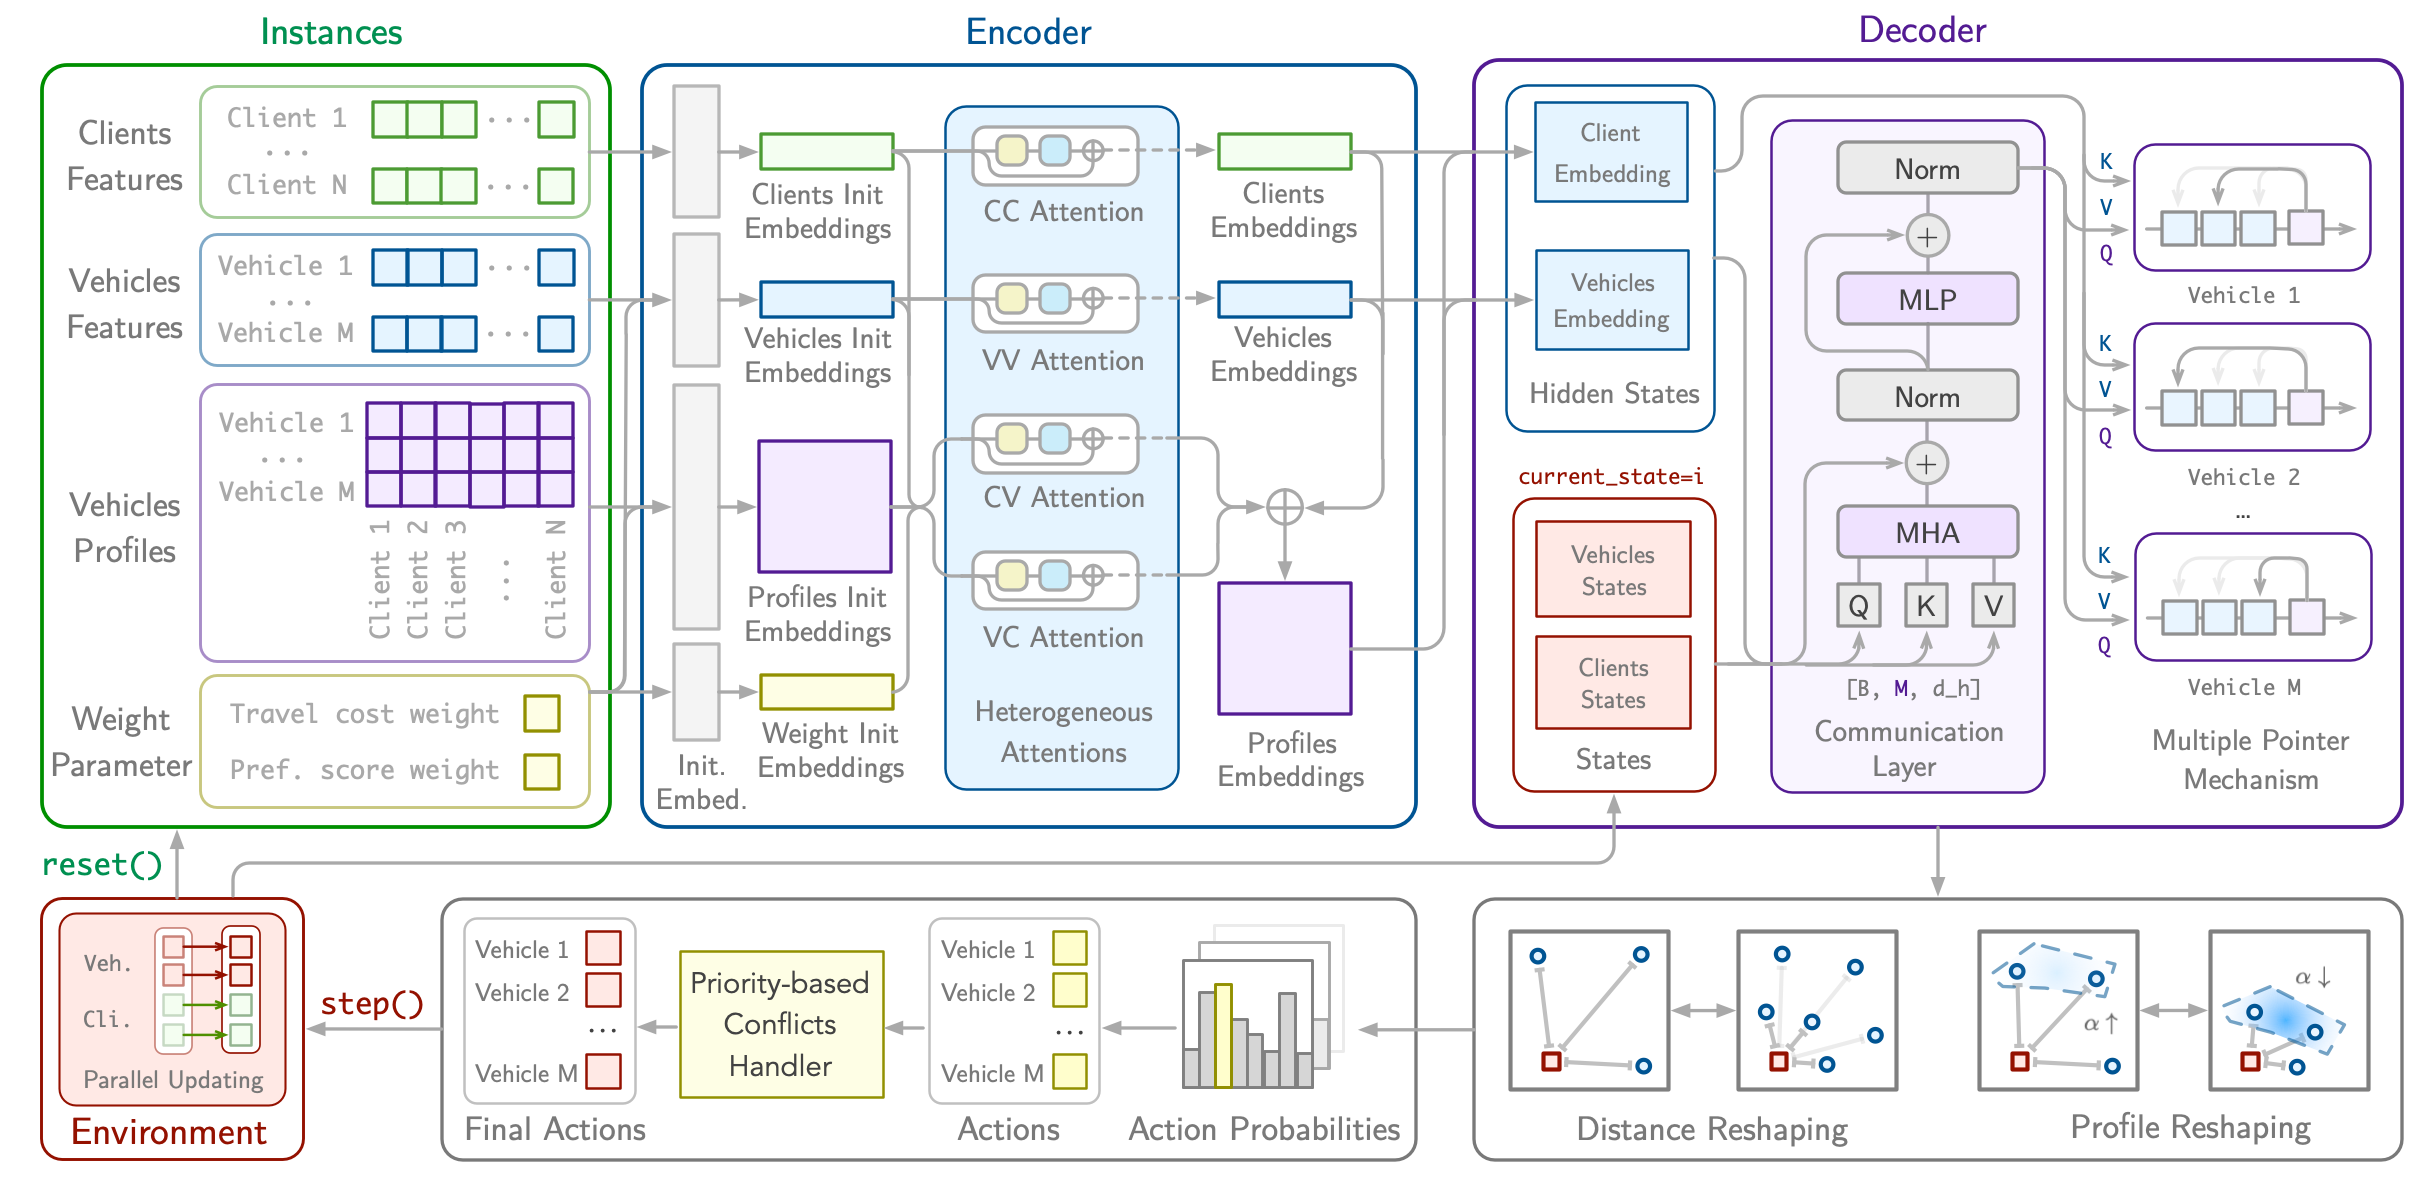 Instances
Clients
Features
Client 1
...
Client N
...
...
Vehicles
Features
Vehicle 1
...
Vehicle M
...
...
Vehicles
Profiles
Vehicle 1
...
Vehicle M
Client 1
Client 2
Client 3
...
Client N
Weight
Parameter
Travel cost weight
Pref. score weight
Encoder
Init.
Embed.
Clients Init
Embeddings
Vehicles Init
Embeddings
Profiles Init
Embeddings
Weight Init
Embeddings
CC Attention
VV Attention
CV Attention
VC Attention
Heterogeneous
Attentions
Clients
Embeddings
Vehicles
Embeddings
Profiles
Embeddings
Decoder
Client
Embedding
Vehicles
Embedding
Hidden States
current_state=i
Vehicles
States
Clients
States
States
Norm
+
MLP
Norm
+
MHA
Q
K
V
[B, M, d_h]
Communication
Layer
K
V
Q
Vehicle 1
K
V
Q
Vehicle 2
...
K
V
Q
Vehicle M
Multiple Pointer
Mechanism
reset()
Veh.
Cli.
Parallel Updating
Environment
step()
Vehicle 1
Vehicle 2
...
Vehicle M
Final Actions
Priority-based
Conflicts
Handler
Vehicle 1
Vehicle 2
...
Vehicle M
Actions
Action Probabilities
Distance Reshaping
α↑
α↓
Profile Reshaping